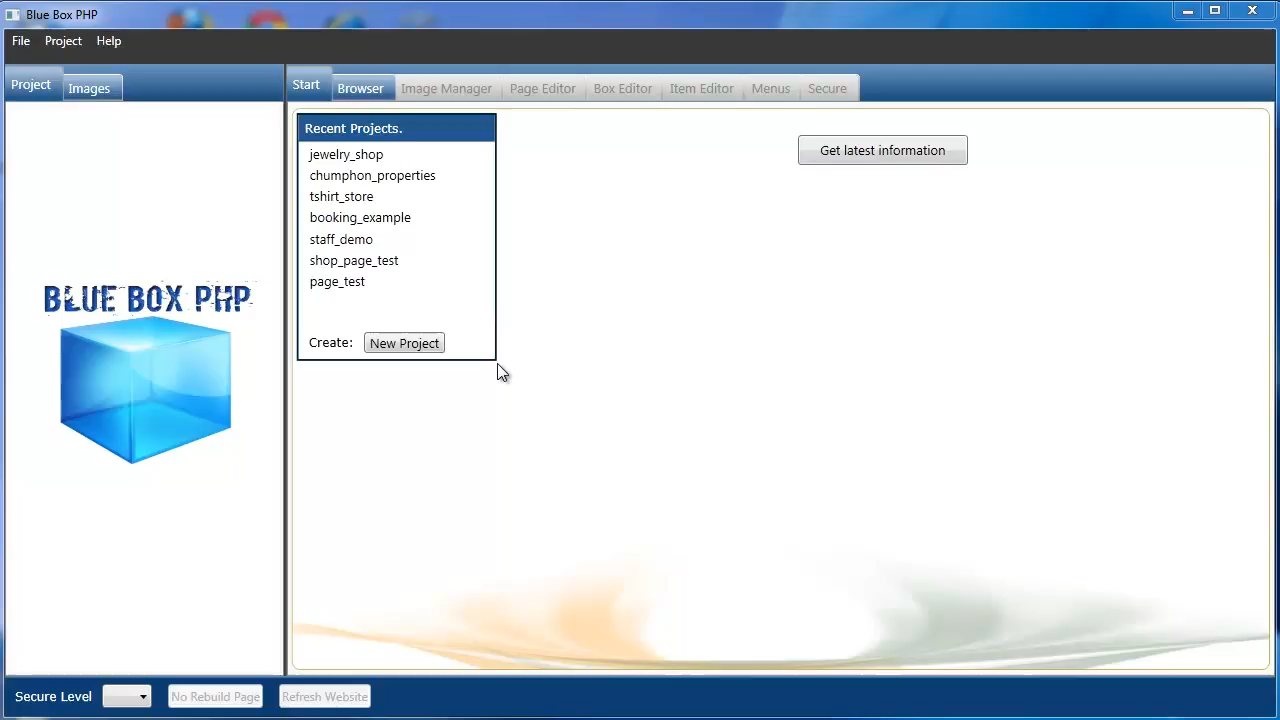 Blue Box PHP
File Project Help
Project Images
Start Browser Image Manager Page Editor Box Editor Item Editor Menus Secure
Recent Projects.
jewelry_shop
chumphon_properties
tshirt_store
booking_example
staff_demo
shop_page_test
page_test
Create: New Project
Get latest information
BLUE BOX PHP
Secure Level No Rebuild Page Refresh Website